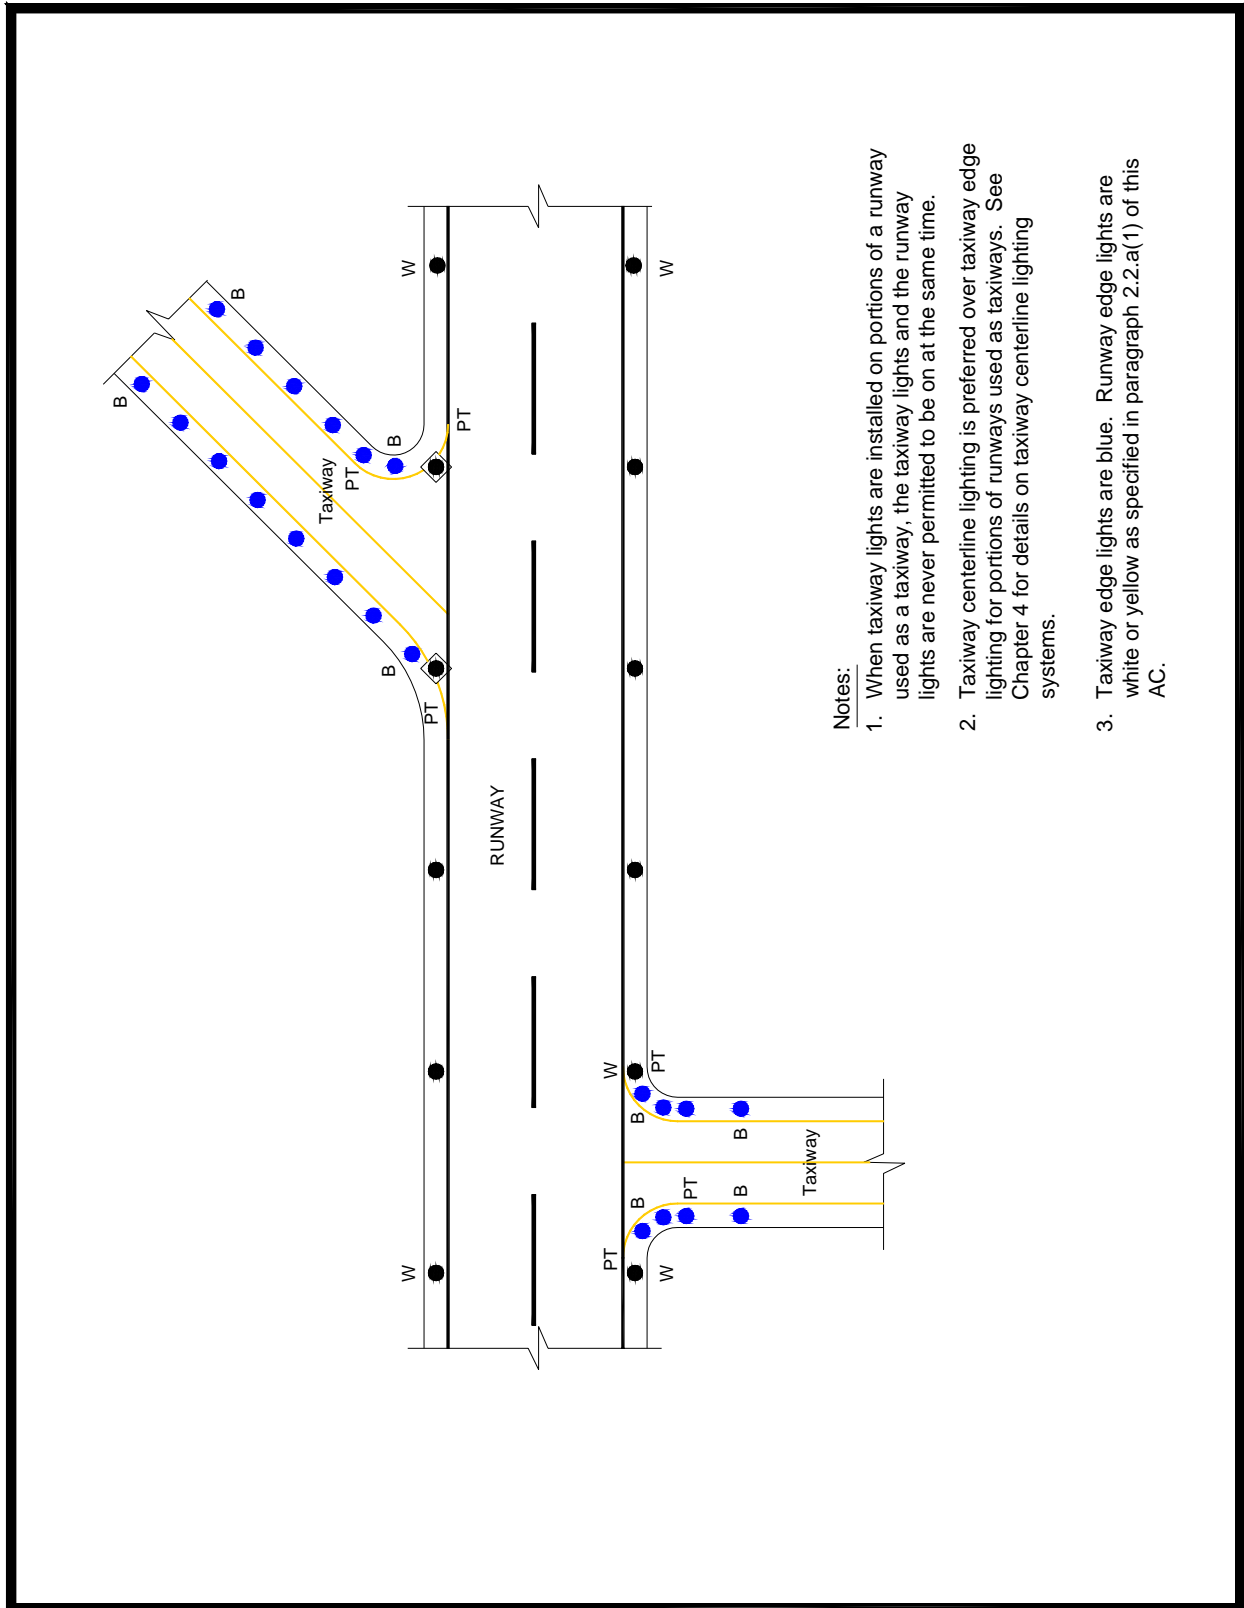 B
B
Taxiway
PT
B
B
PT
PT
W
W
RUNWAY
W
W
W
PT
B
B
Taxiway
B
PT
B
PT
W
Notes:
1. When taxiway lights are installed on portions of a runway
used as a taxiway, the taxiway lights and the runway
lights are never permitted to be on at the same time.
2. Taxiway centerline lighting is preferred over taxiway edge
lighting for portions of runways used as taxiways. See
Chapter 4 for details on taxiway centerline lighting
systems.
3. Taxiway edge lights are blue. Runway edge lights are
white or yellow as specified in paragraph 2.2.a(1) of this
AC.